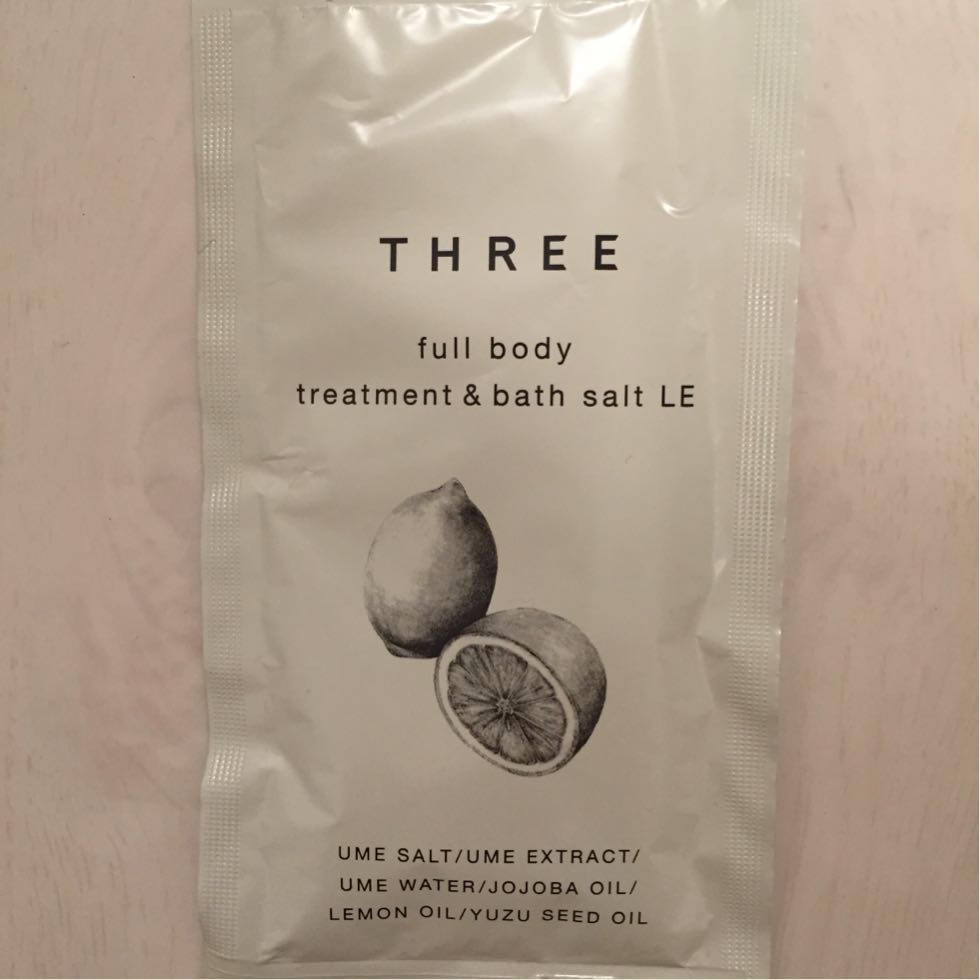 THREE
full body
treatment & bath salt LE
UME SALT/UME EXTRACT/
UME WATER/JOJOBA OIL/
LEMON OIL/YUZU SEED OIL